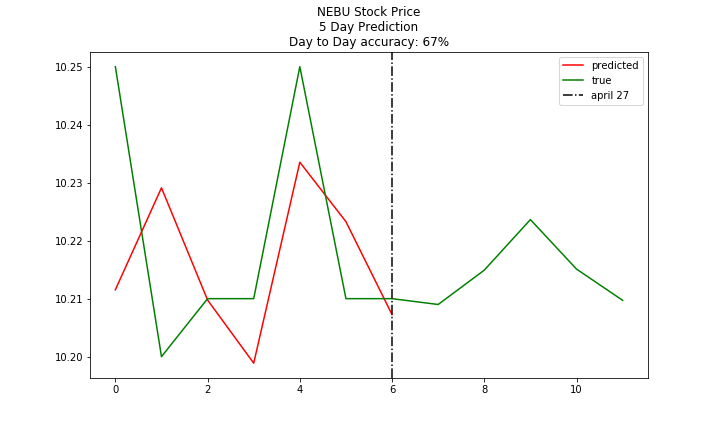 NEBU Stock Price
5 Day Prediction
Day to Day accuracy: 67%
10.25
10.24
10.23
10.22
10.21
10.20
0
2
4
6
8
10
predicted
true
april 27